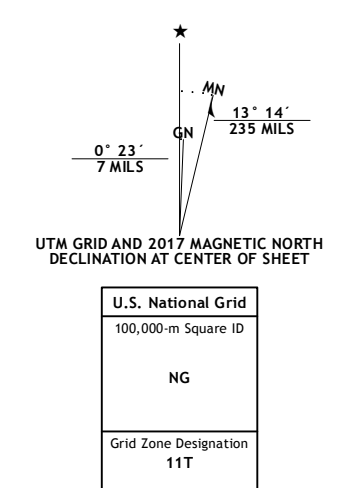 ★
MN
GN
13° 14´
235 MILS
0° 23´
7 MILS
UTM GRID AND 2017 MAGNETIC NORTH
DECLINATION AT CENTER OF SHEET
U.S. National Grid
100,000-m Square ID
NG
Grid Zone Designation
11T